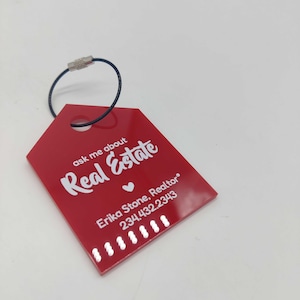 ask me about
Real Estate
Erika Stone, Realtor®
234.432.2343